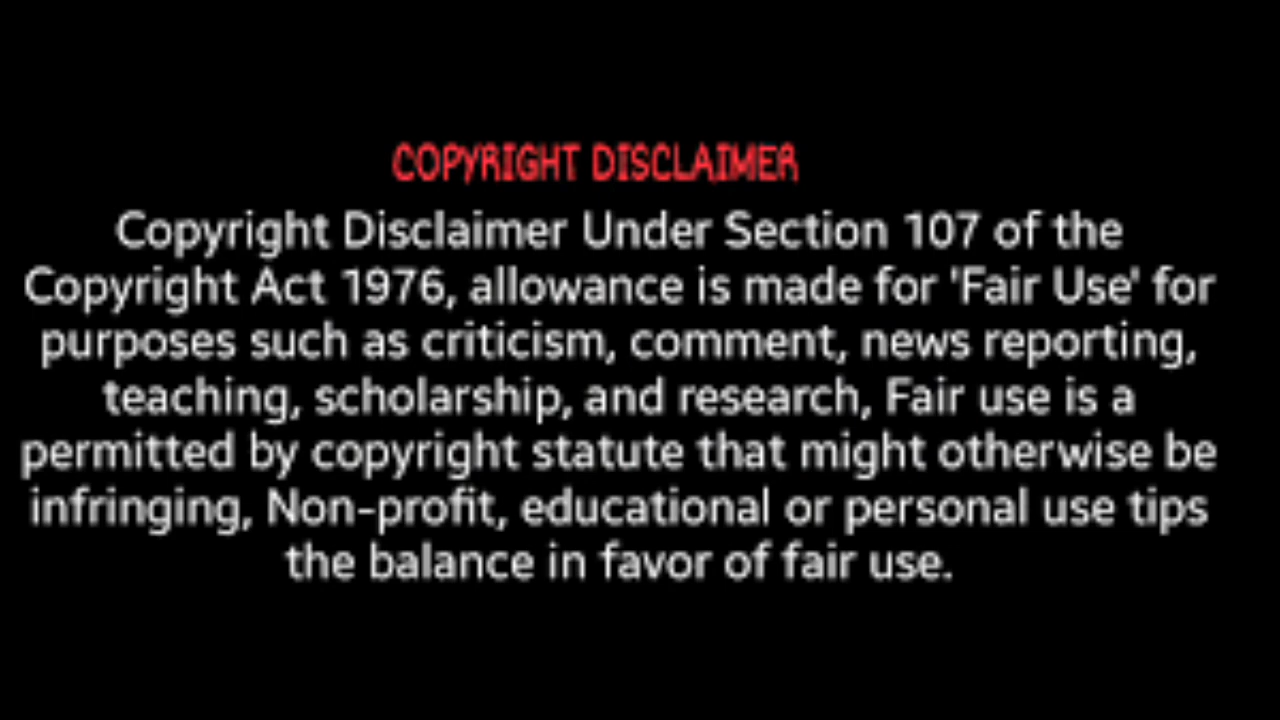 COPYRIGHT DISCLAIMER
Copyright Disclaimer Under Section 107 of the
Copyright Act 1976, allowance is made for 'Fair Use' for
purposes such as criticism, comment, news reporting,
teaching, scholarship, and research, Fair use is a
permitted by copyright statute that might otherwise be
infringing, Non-profit, educational or personal use tips
the balance in favor of fair use.